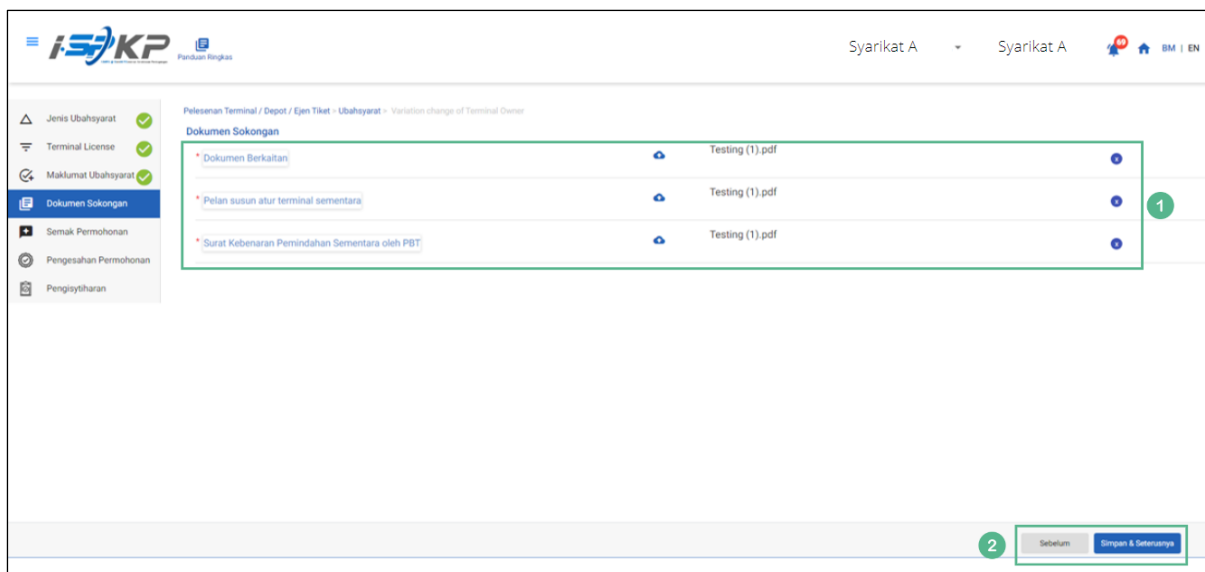 i-SPKP
Panduan Ringkas
Syarikat A
Syarikat A
69
BM | EN
Jenis Ubahsyarat
Terminal License
Maklumat Ubahsyarat
Dokumen Sokongan
Semak Permohonan
Pengesahan Permohonan
Pengisytiharan
Pelesenan Terminal / Depot / Ejen Tiket > Ubahsyarat > Variation change of Terminal Owner
Dokumen Sokongan
* Dokumen Berkaitan
Testing (1).pdf
* Pelan susun atur terminal sementara
Testing (1).pdf
* Surat Kebenaran Pemindahan Sementara oleh PBT
Testing (1).pdf
1
2
Sebelum
Simpan & Seterusnya